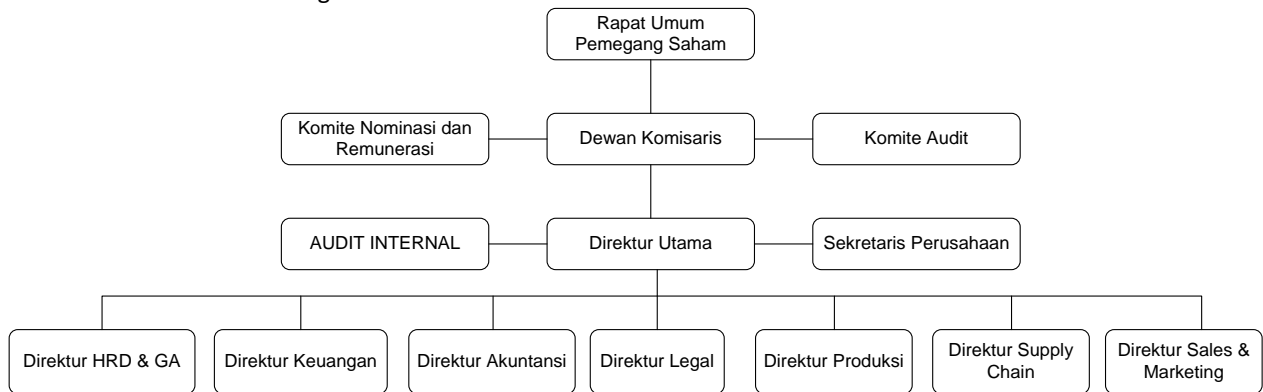 Rapat Umum
Pemegang Saham
Komite Nominasi dan
Remunerasi
Dewan Komisaris
Komite Audit
AUDIT INTERNAL
Direktur Utama
Sekretaris Perusahaan
Direktur HRD & GA
Direktur Keuangan
Direktur Akuntansi
Direktur Legal
Direktur Produksi
Direktur Supply
Chain
Direktur Sales &
Marketing